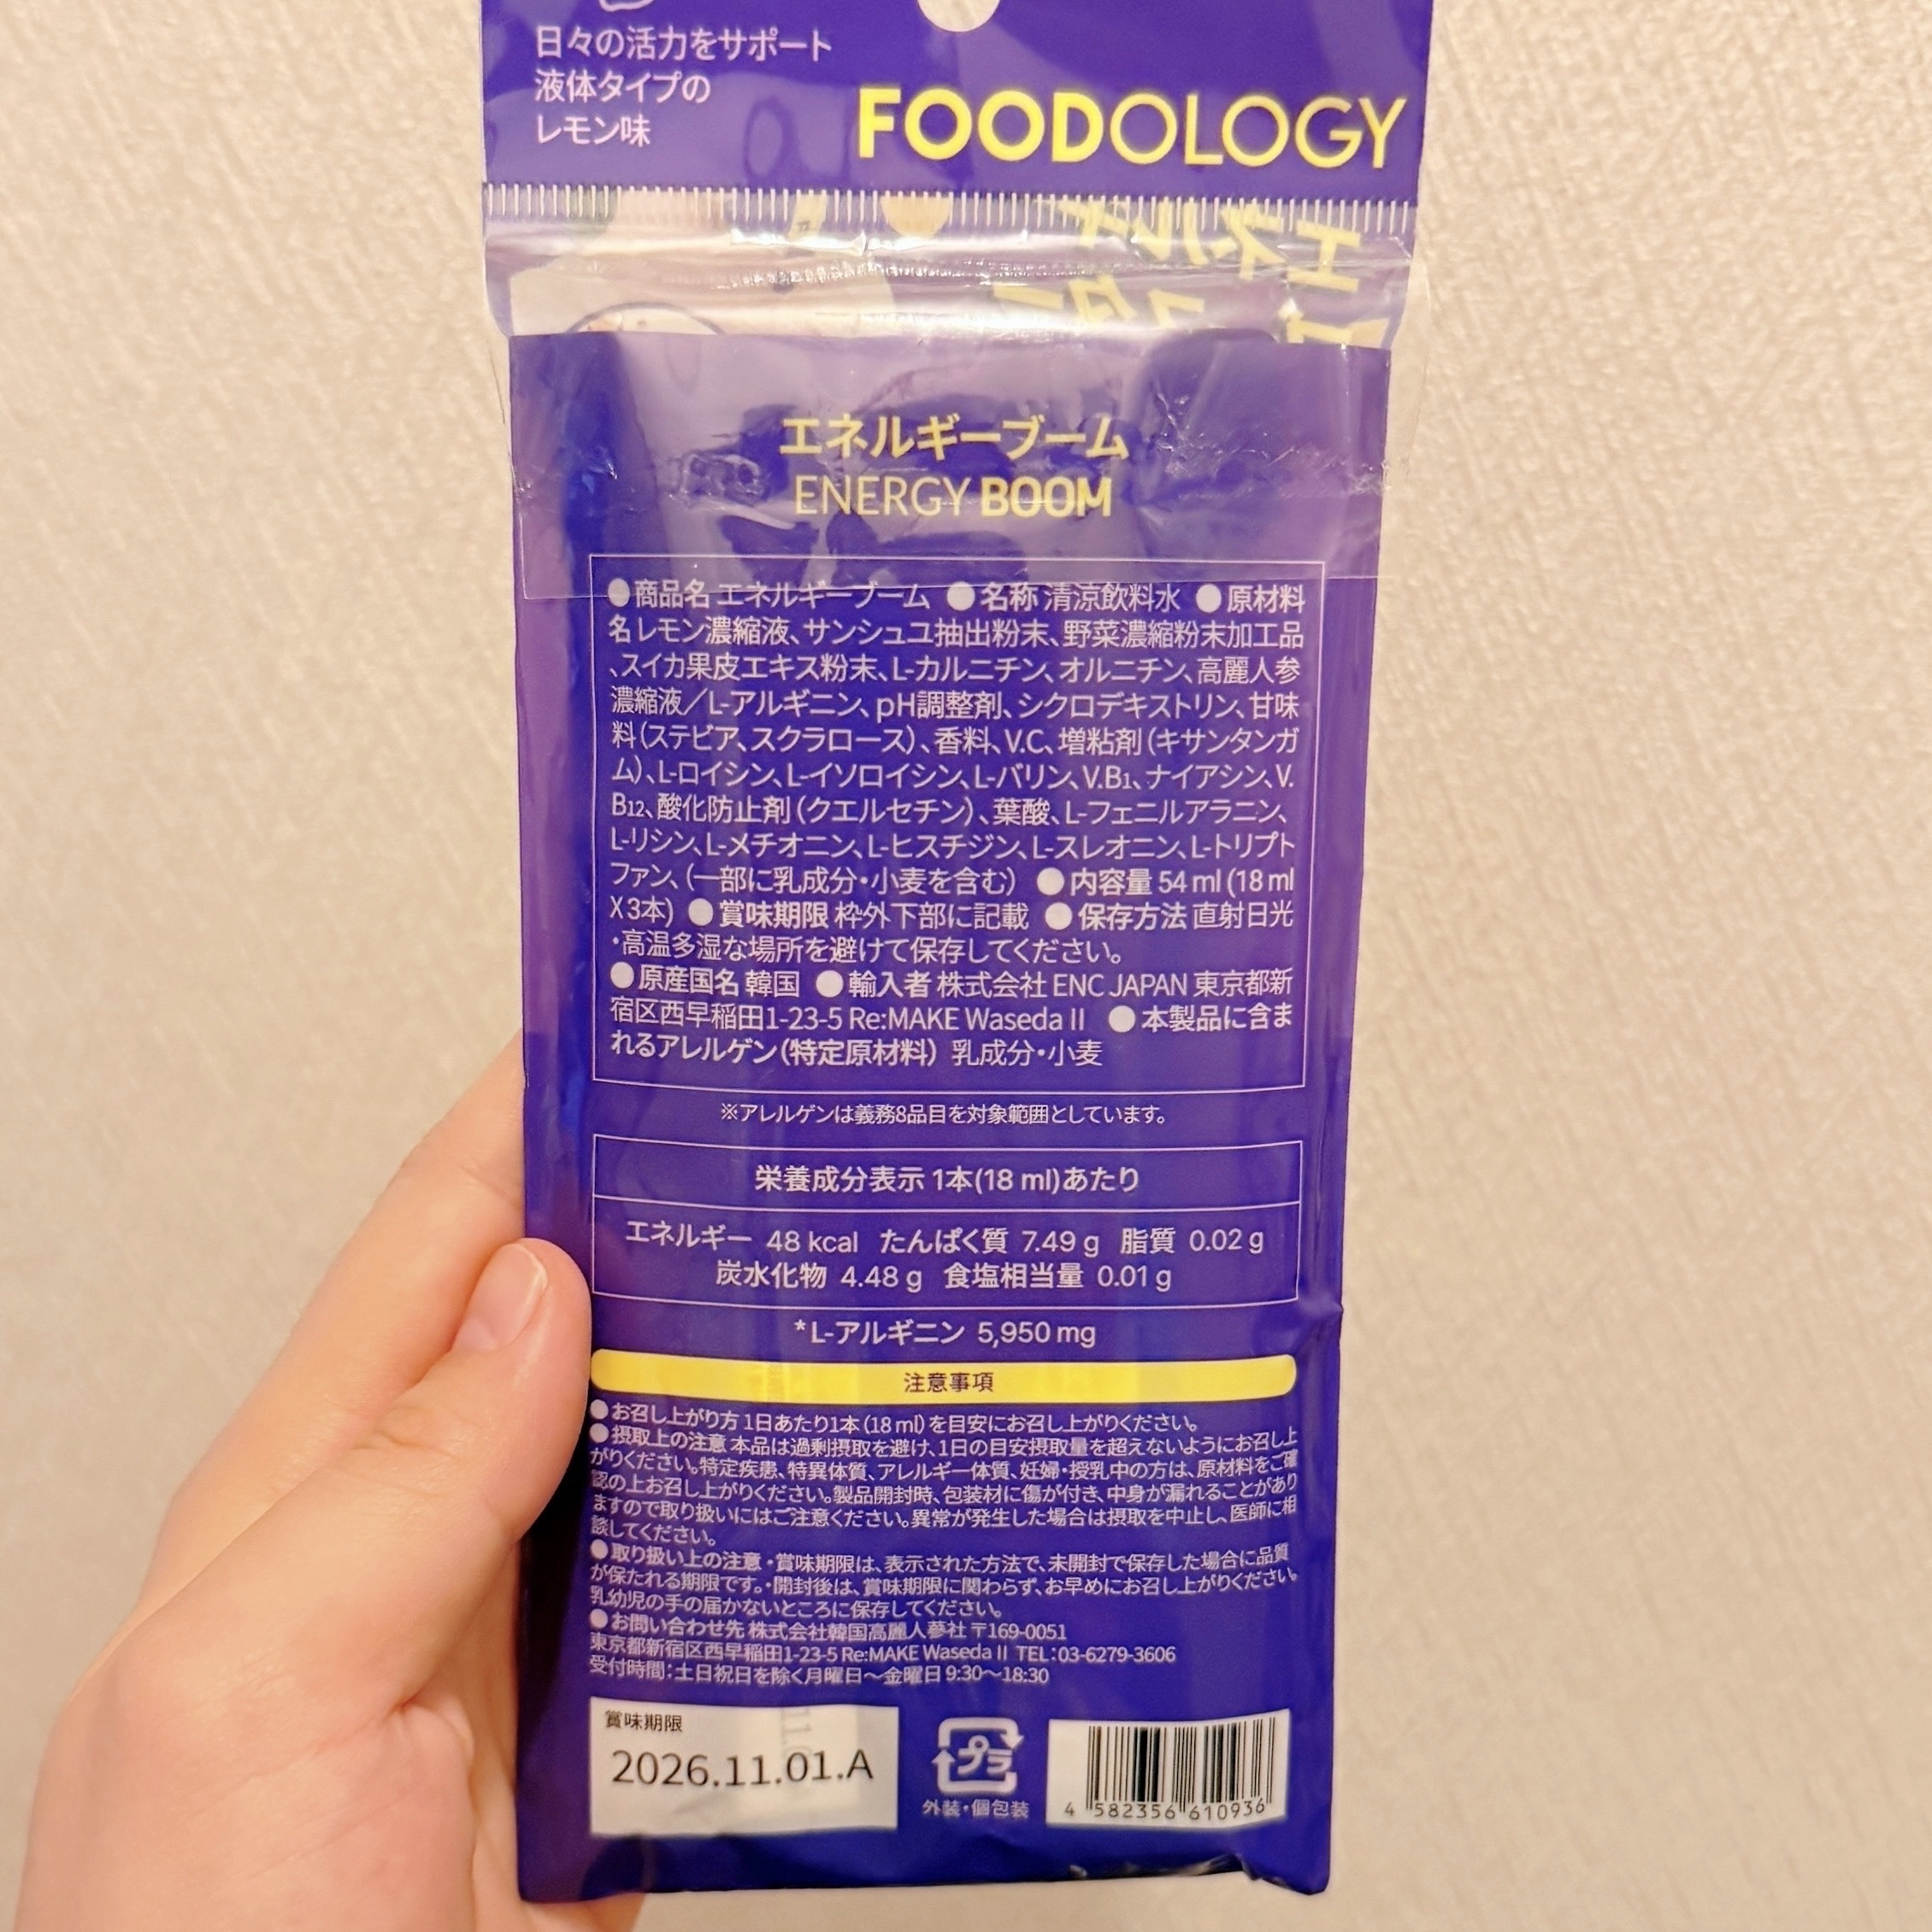 日々の活力をサポート
液体タイプの
レモン味
FOODOLOGY
エネルギーブーム
ENERGY BOOM
●商品名 エネルギーブーム ●名称 清涼飲料水 ●原材料
名 レモン濃縮液、サンシュユ抽出粉末、野菜濃縮粉末加工品
、スイカ果皮エキス粉末、L-カルニチン、オルニチン、高麗人参
濃縮液／L-アルギニン、pH調整剤、シクロデキストリン、甘味
料（ステビア、スクラロース）、香料、V.C、増粘剤（キサンタンガ
ム）、L-ロイシン、L-イソロイシン、L-バリン、V.B1、ナイアシン、V.
B12、酸化防止剤（クエルセチン）、葉酸、L-フェニルアラニン、
L-リシン、L-メチオニン、L-ヒスチジン、L-スレオニン、L-トリプト
ファン、（一部に乳成分・小麦を含む） ●内容量 54 ml (18 ml
X 3本) ●賞味期限 枠外下部に記載 ●保存方法 直射日光
・高温多湿な場所を避けて保存してください。
●原産国名 韓国 ●輸入者 株式会社 ENC JAPAN 東京都新
宿区西早稲田1-23-5 Re:MAKE Waseda II ●本製品に含ま
れるアレルゲン（特定原材料） 乳成分・小麦
※アレルゲンは義務8品目を対象範囲としています。
栄養成分表示 1本(18 ml)あたり
エネルギー 48 kcal たんぱく質 7.49 g 脂質 0.02 g
炭水化物 4.48 g 食塩相当量 0.01 g
*L-アルギニン 5,950 mg
注意事項
●お召し上がり方 1日あたり1本（18 ml）を目安にお召し上がりください。
●摂取上の注意 本品は過剰摂取を避け、1日の目安摂取量を超えないようにお召し上
がりください。特定疾患、特異体質、アレルギー体質、妊婦・授乳中の方は、原材料をご確
認の上お召し上がりください。製品開封時、包装材に傷が付き、中身が漏れることがあり
ますので取り扱いにはご注意ください。異常が発生した場合は摂取を中止し、医師に相
談してください。
●取り扱い上の注意 ・賞味期限は、表示された方法で、未開封で保存した場合に品質
が保たれる期限です。・開封後は、賞味期限に関わらず、お早めにお召し上がりください。
乳幼児の手の届かないところに保存してください。
●お問い合わせ先 株式会社韓国高麗人蔘社 〒169-0051
東京都新宿区西早稲田1-23-5 Re:MAKE Waseda II TEL：03-6279-3606
受付時間：土日祝日を除く月曜日〜金曜日 9:30〜18:30
賞味期限
2026.11.01.A
プラ
外装・個包装
4 582356 610936